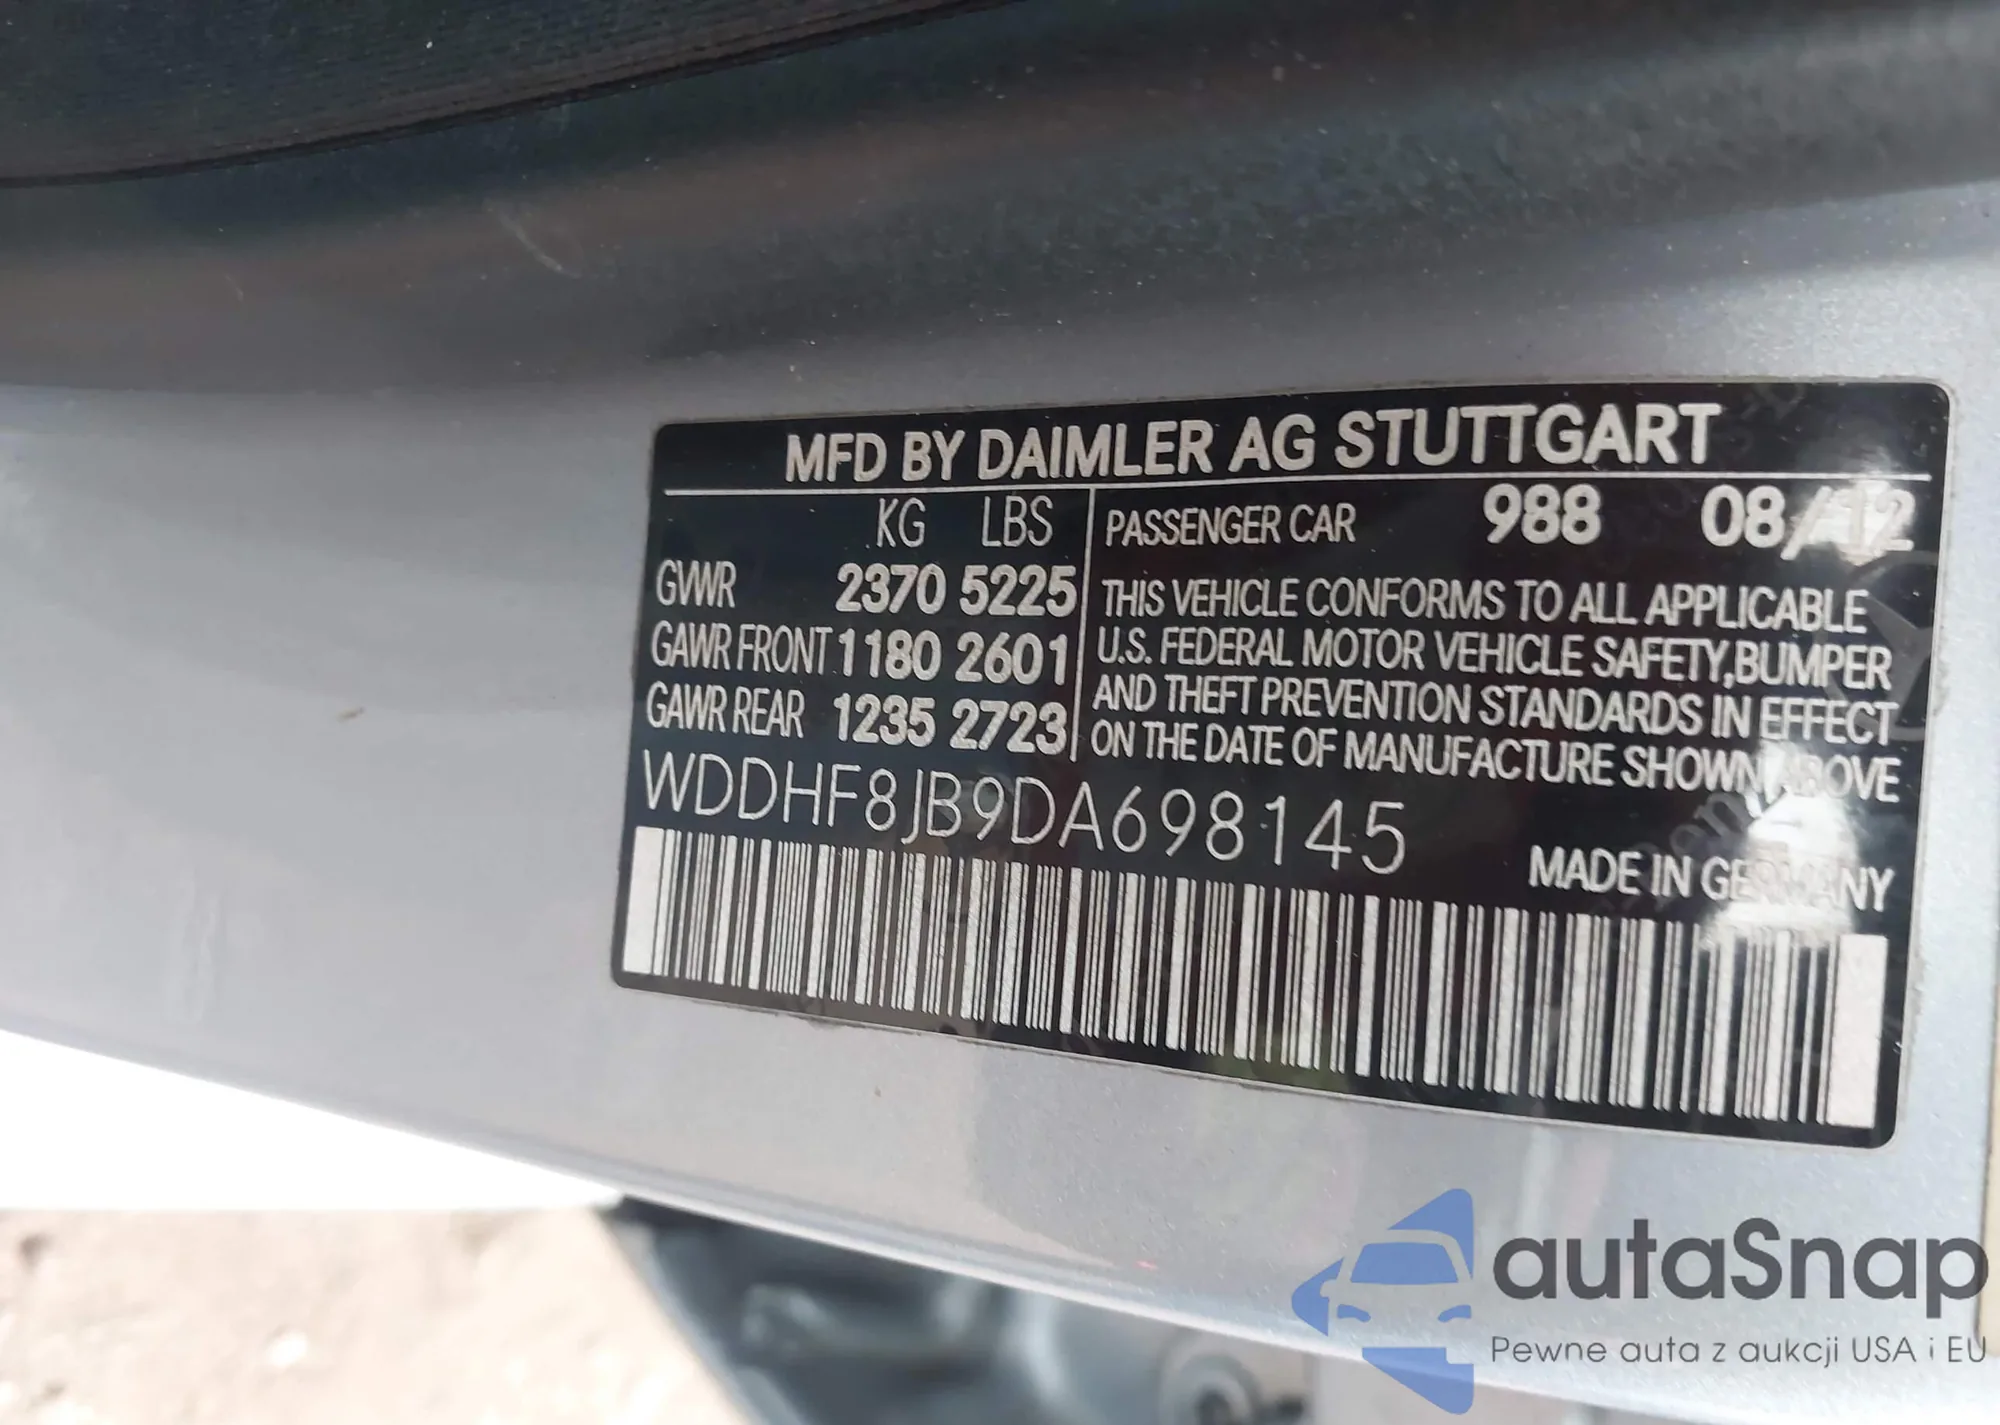 MFD BY DAIMLER AG STUTTGART
KG LBS
GVWR 2370 5225
GAWR FRONT 1180 2601
GAWR REAR 1235 2723
PASSENGER CAR 988 08/12
THIS VEHICLE CONFORMS TO ALL APPLICABLE
U.S. FEDERAL MOTOR VEHICLE SAFETY,BUMPER
AND THEFT PREVENTION STANDARDS IN EFFECT
ON THE DATE OF MANUFACTURE SHOWN ABOVE
WDDHF8JB9DA698145
MADE IN GERMANY
autaSnap
Pewne auta z aukcji USA i EU